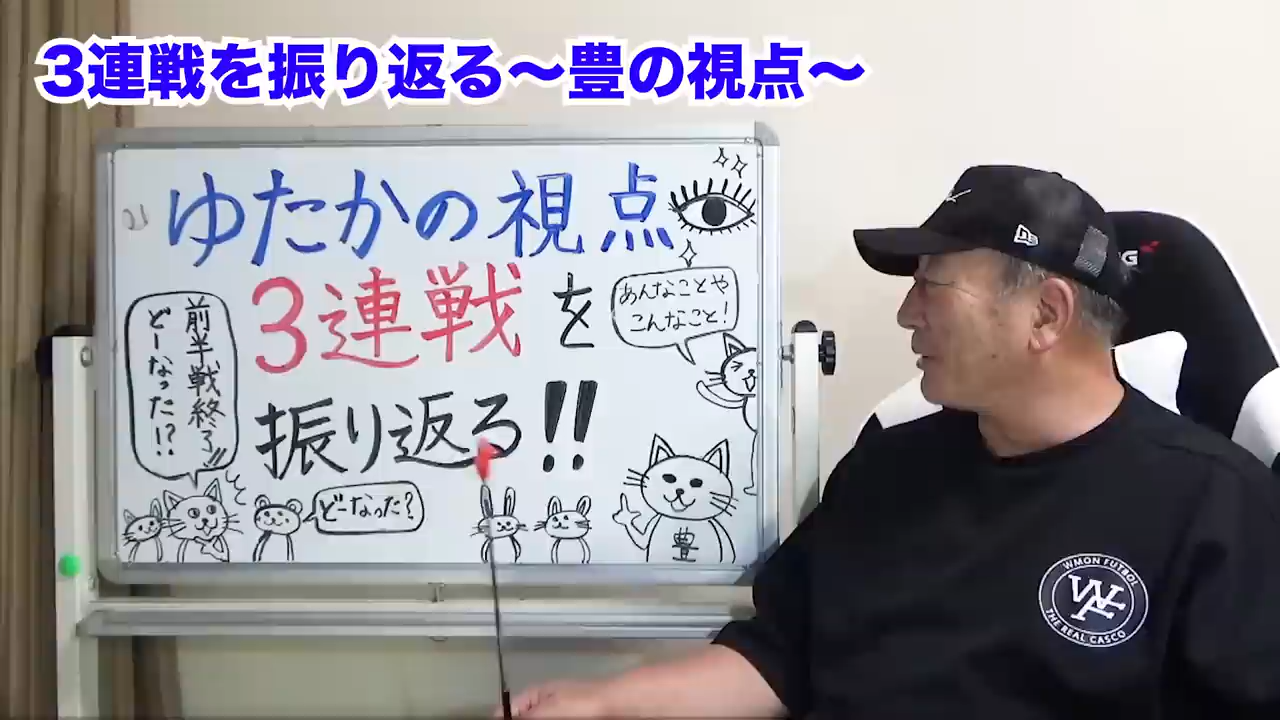 3連戦を振り返る〜豊の視点〜
ゆたかの視点
3連戦を
振り返る!!
あんなことや
こんなこと!
前半戦終了!!
どーなった!?
どーなった?
豊
WMON FUTBOL
THE REAL CASCO